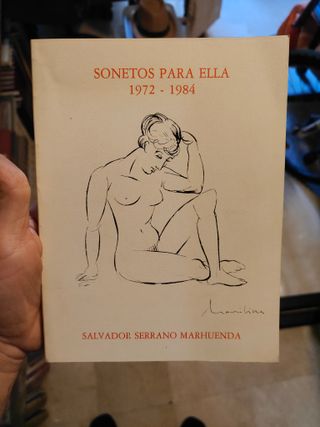 SONETOS PARA ELLA
1972 - 1984
SALVADOR SERRANO MARHUENDA